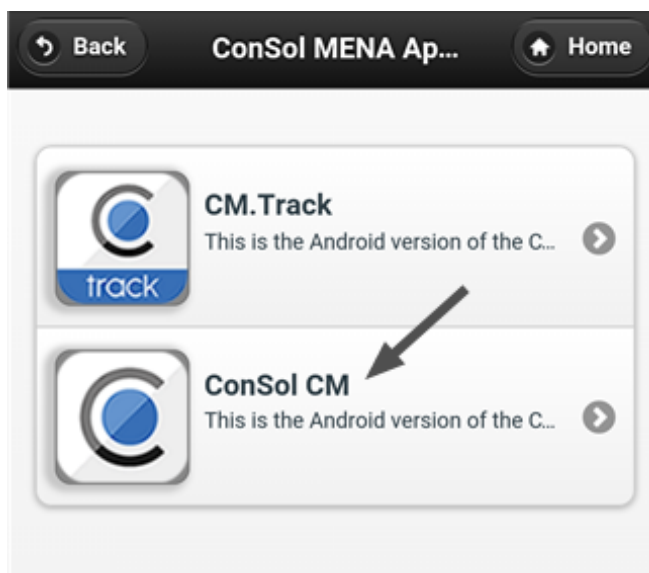 Back
ConSol MENA Ap...
Home
CM.Track
This is the Android version of the C...
track
ConSol CM
This is the Android version of the C...